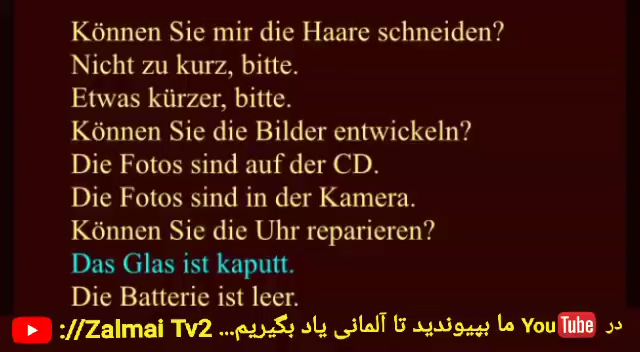 Können Sie mir die Haare schneiden?
Nicht zu kurz, bitte.
Etwas kürzer, bitte.
Können Sie die Bilder entwickeln?
Die Fotos sind auf der CD.
Die Fotos sind in der Kamera.
Können Sie die Uhr reparieren?
Das Glas ist kaputt.
Die Batterie ist leer.
در YouTube ما بپیوندید تا آلمانی یاد بگیریم... Zalmai Tv2//: